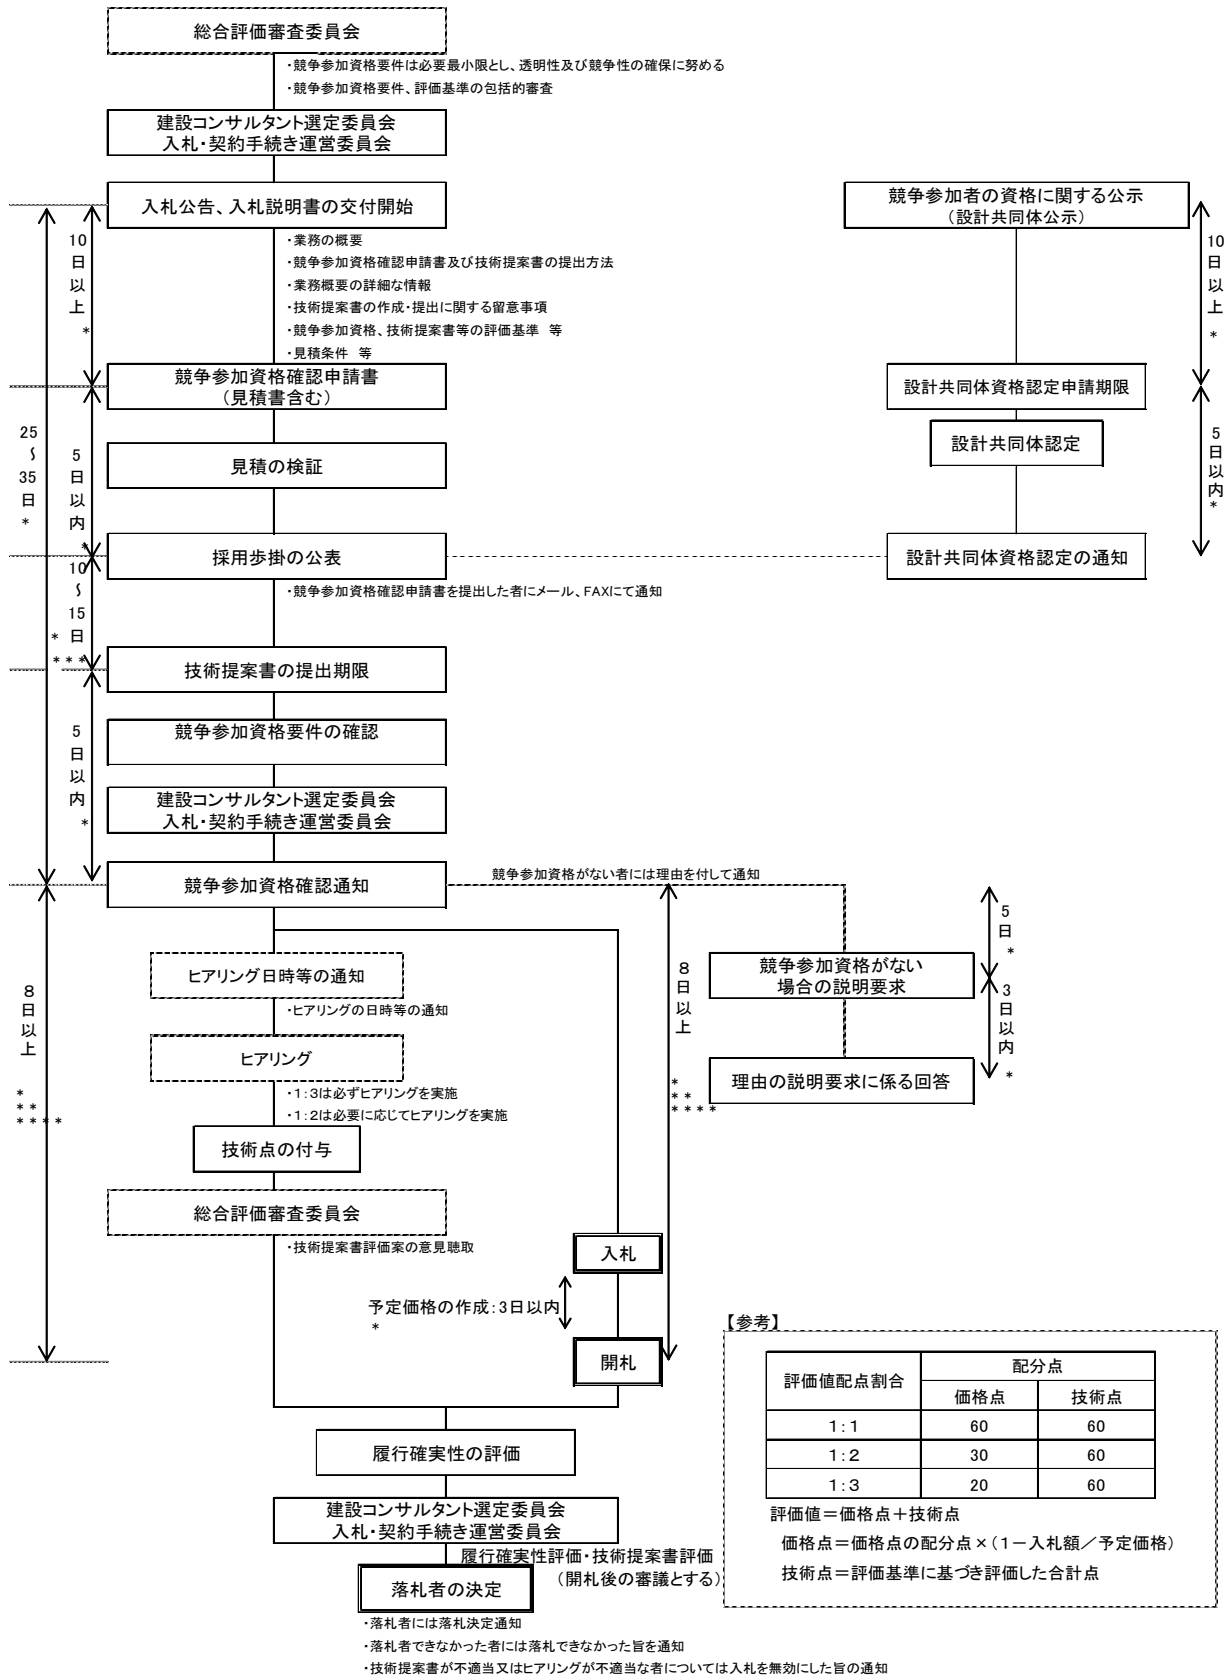 総合評価審査委員会
・競争参加資格要件は必要最小限とし、透明性及び競争性の確保に努める
・競争参加資格要件、評価基準の包括的審査
建設コンサルタント選定委員会
入札・契約手続き運営委員会
入札公告、入札説明書の交付開始
・業務の概要
・競争参加資格確認申請書及び技術提案書の提出方法
・業務概要の詳細な情報
・技術提案書の作成・提出に関する留意事項
・競争参加資格、技術提案書等の評価基準 等
・見積条件 等
10日以上 *
競争参加資格確認申請書
(見積書含む)
見積の検証
5日以内 *
25～35日 *
採用歩掛の公表
・競争参加資格確認申請書を提出した者にメール、FAXにて通知
10～15日
*
***
技術提案書の提出期限
競争参加資格要件の確認
5日以内 *
建設コンサルタント選定委員会
入札・契約手続き運営委員会
競争参加資格確認通知
競争参加者の資格に関する公示
(設計共同体公示)
10日以上 *
設計共同体資格認定申請期限
設計共同体認定
5日以内 *
設計共同体資格認定の通知
競争参加資格がない者には理由を付して通知
5日 *
競争参加資格がない
場合の説明要求
3日以内 *
理由の説明要求に係る回答
8日以上
*
**
****
ヒアリング日時等の通知
・ヒアリングの日時等の通知
ヒアリング
・1:3は必ずヒアリングを実施
・1:2は必要に応じてヒアリングを実施
技術点の付与
総合評価審査委員会
・技術提案書評価案の意見聴取
8日以上
*
**
****
入札
予定価格の作成:3日以内
*
開札
履行確実性の評価
建設コンサルタント選定委員会
入札・契約手続き運営委員会
履行確実性評価・技術提案書評価
(開札後の審議とする)
落札者の決定
・落札者には落札決定通知
・落札者できなかった者には落札できなかった旨を通知
・技術提案書が不適当又はヒアリングが不適当な者については入札を無効にした旨の通知
【参考】
評価値配点割合 配分点
価格点 技術点
1:1 60 60
1:2 30 60
1:3 20 60
評価値＝価格点＋技術点
価格点＝価格点の配分点×(1－入札額／予定価格)
技術点＝評価基準に基づき評価した合計点